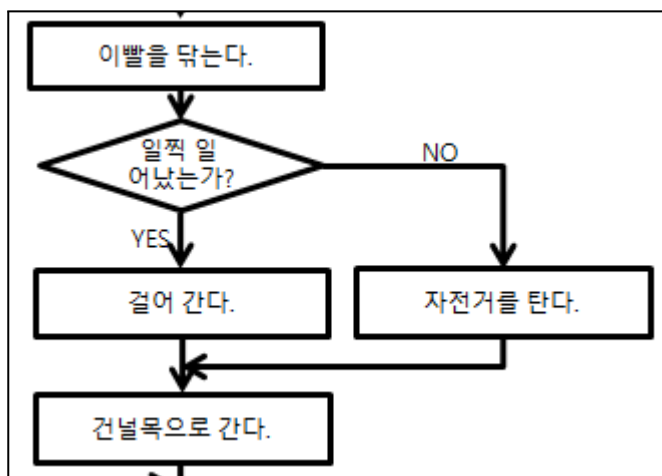 이빨을 닦는다.
일찍 일
어났는가?
NO
YES
걸어 간다.
자전거를 탄다.
건널목으로 간다.